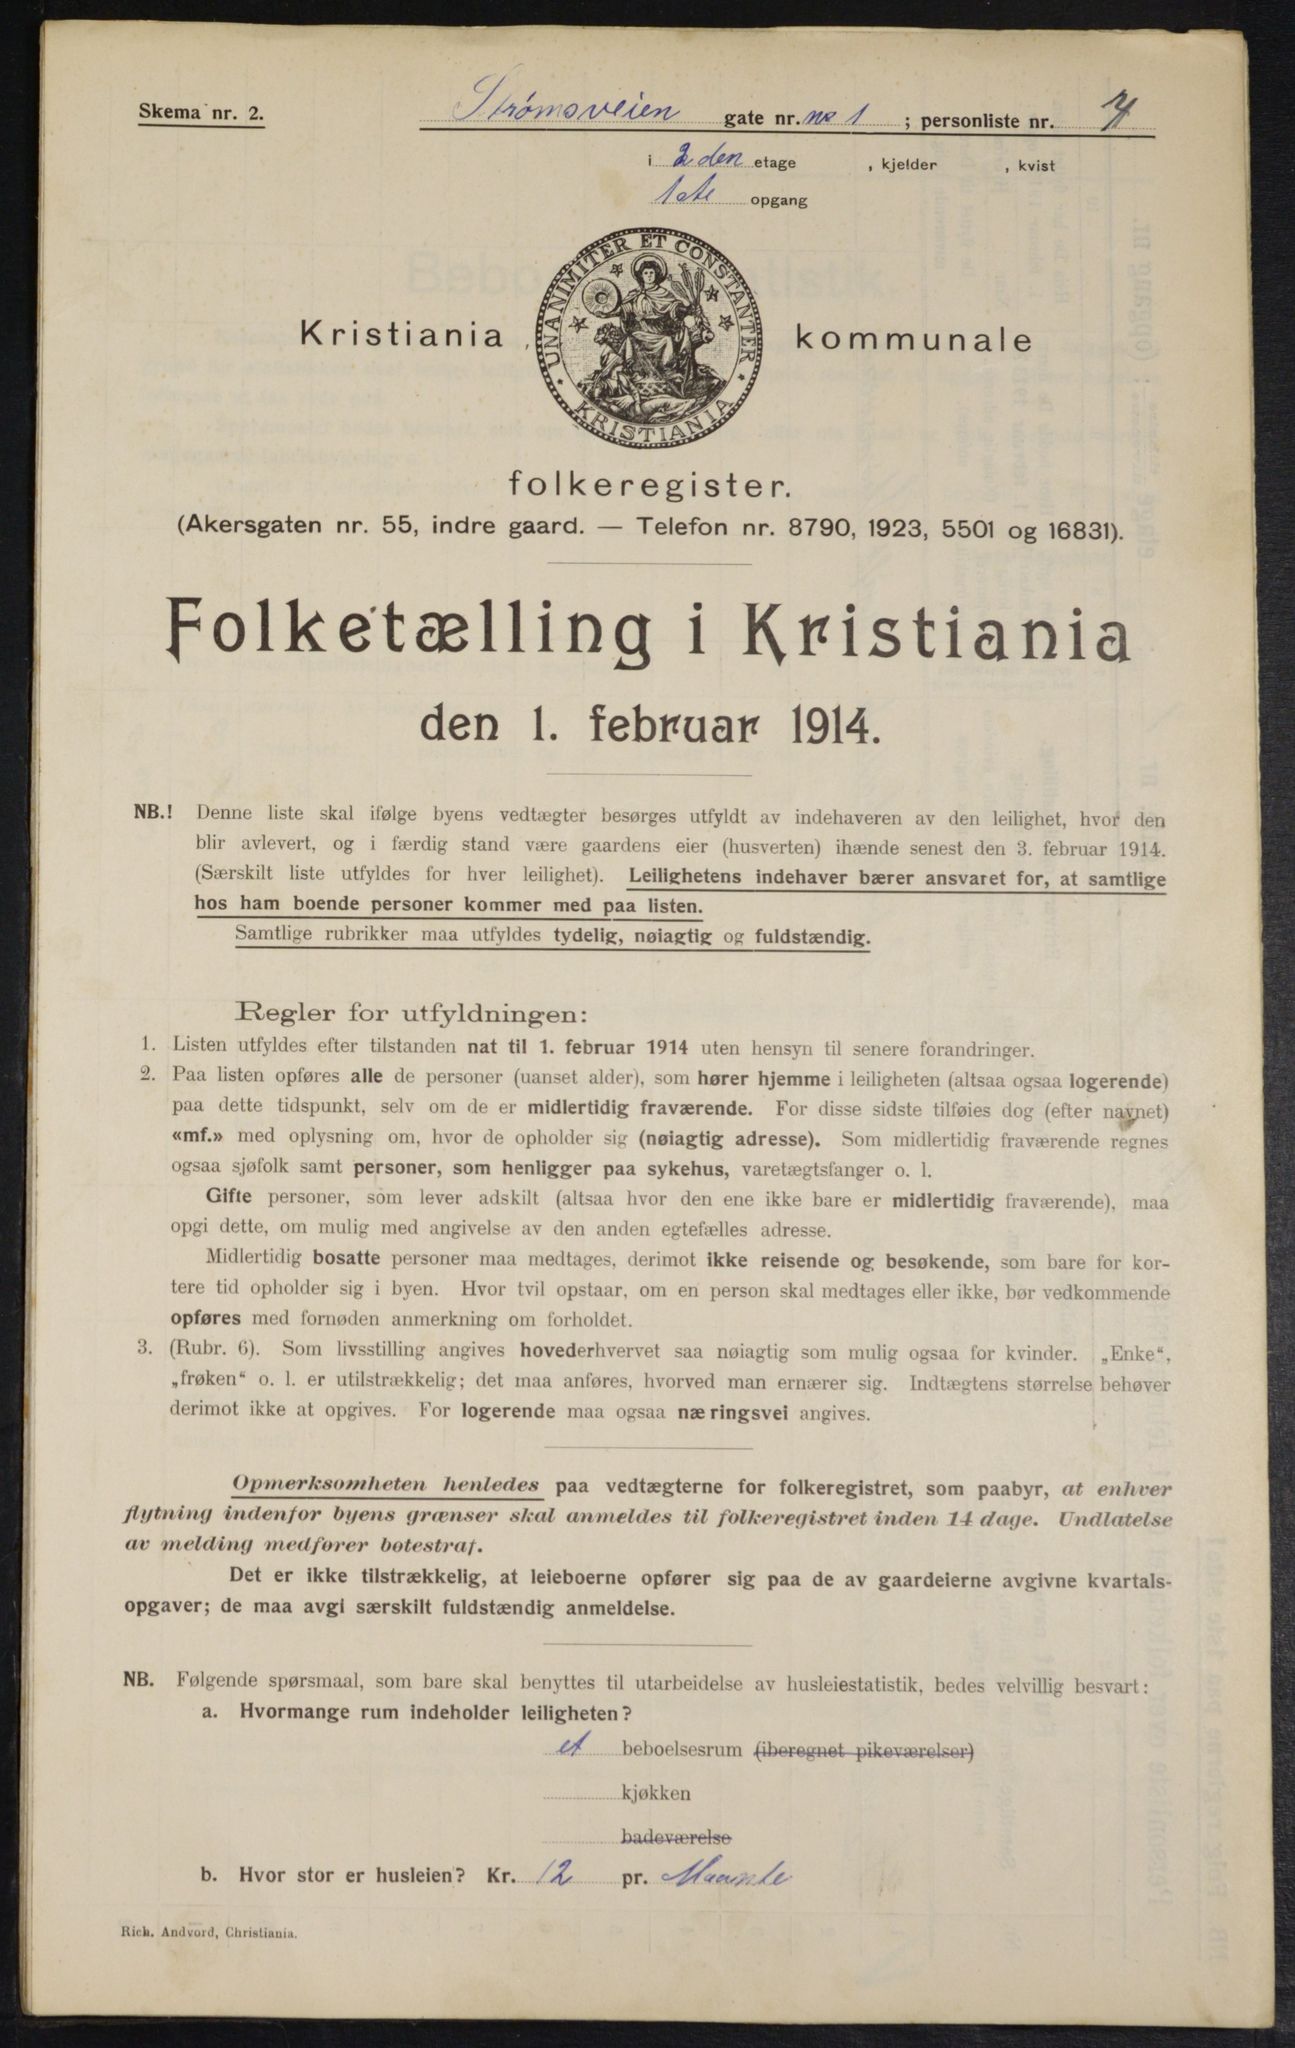 Skema nr. 2.
Strømsveien gate nr. no 1 ; personliste nr.
i 2den etage , kjelder , kvist
1ste opgang
UNANIMITER ET CONSTANTER
KRISTIANIA
Kristiania kommunale
folkeregister.
(Akersgaten nr. 55, indre gaard. — Telefon nr. 8790, 1923, 5501 og 16831).
Folketælling i Kristiania
den 1. februar 1914.
NB.! Denne liste skal ifølge byens vedtægter besørges utfyldt av indehaveren av den leilighet, hvor den
blir avlevert, og i færdig stand være gaardens eier (husverten) ihænde senest den 3. februar 1914.
(Særskilt liste utfyldes for hver leilighet). Leilighetens indehaver bærer ansvaret for, at samtlige
hos ham boende personer kommer med paa listen.
Samtlige rubrikker maa utfyldes tydelig, nøiagtig og fuldstændig.
Regler for utfyldningen:
1. Listen utfyldes efter tilstanden nat til 1. februar 1914 uten hensyn til senere forandringer.
2. Paa listen opføres alle de personer (uanset alder), som hører hjemme i leiligheten (altsaa ogsaa logerende)
paa dette tidspunkt, selv om de er midlertidig fraværende. For disse sidste tilføies dog (efter navnet)
«mf.» med oplysning om, hvor de opholder sig (nøiagtig adresse). Som midlertidig fraværende regnes
ogsaa sjøfolk samt personer, som henligger paa sykehus, varetægtsfanger o. l.
Gifte personer, som lever adskilt (altsaa hvor den ene ikke bare er midlertidig fraværende), maa
opgi dette, om mulig med angivelse av den anden egtefælles adresse.
Midlertidig bosatte personer maa medtages, derimot ikke reisende og besøkende, som bare for kor-
tere tid opholder sig i byen. Hvor tvil opstaar, om en person skal medtages eller ikke, bør vedkommende
opføres med fornøden anmerkning om forholdet.
3. (Rubr. 6). Som livsstilling angives hovederhvervet saa nøiagtig som mulig ogsaa for kvinder. „Enke“,
„frøken“ o. l. er utilstrækkelig; det maa anføres, hvorved man ernærer sig. Indtægtens størrelse behøver
derimot ikke at opgives. For logerende maa ogsaa næringsvei angives.
Opmerksomheten henledes paa vedtægterne for folkeregistret, som paabyr, at enhver
flytning indenfor byens grænser skal anmeldes til folkeregistret inden 14 dage. Undlatelse
av melding medfører bøtestraf.
Det er ikke tilstrækkelig, at leieboerne opfører sig paa de av gaardeierne avgivne kvartals-
opgaver; de maa avgi særskilt fuldstændig anmeldelse.
NB. Følgende spørsmaal, som bare skal benyttes til utarbeidelse av husleiestatistik, bedes velvillig besvart:
a. Hvormange rum indeholder leiligheten?
et beboelsesrum (iberegnet pikeværelser)
kjøkken
badeværelse
b. Hvor stor er husleien? Kr. 12 pr. Maante
Rich. Andvord, Christiania.